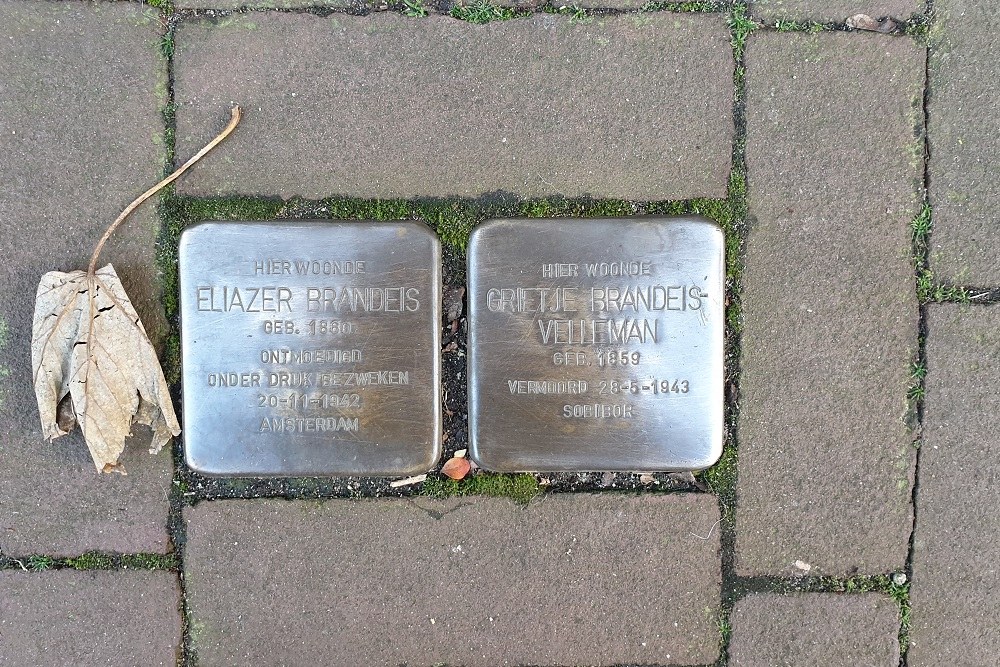 HIER WOONDE
ELIAZER BRANDEIS
GEB. 1860
ONTMOEDIGD
ONDER DRUK BEZWEKEN
20-11-1942
AMSTERDAM
HIER WOONDE
GRIETJE BRANDEIS-
VELLEMAN
GEB. 1859
VERMOORD 28-5-1943
SOBIBOR